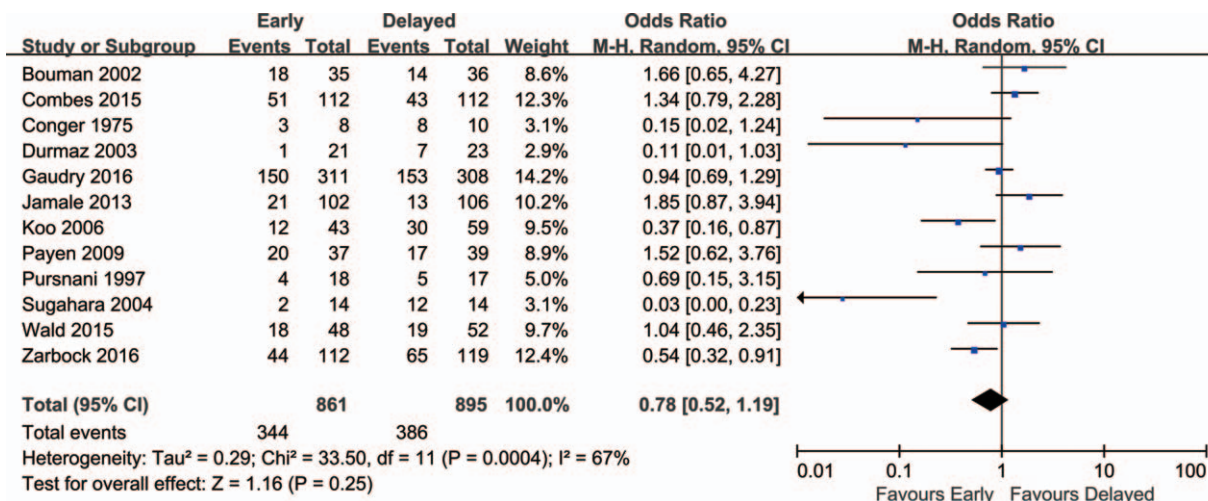 Early Delayed Odds Ratio Odds Ratio
Study or Subgroup Events Total Events Total Weight M-H. Random. 95% CI M-H. Random. 95% CI
Bouman 2002 18 35 14 36 8.6% 1.66 [0.65, 4.27]
Combes 2015 51 112 43 112 12.3% 1.34 [0.79, 2.28]
Conger 1975 3 8 8 10 3.1% 0.15 [0.02, 1.24]
Durmaz 2003 1 21 7 23 2.9% 0.11 [0.01, 1.03]
Gaudry 2016 150 311 153 308 14.2% 0.94 [0.69, 1.29]
Jamale 2013 21 102 13 106 8.9% 1.85 [0.87, 3.94]
Koo 2006 12 43 30 59 9.5% 0.37 [0.16, 0.87]
Payen 2009 20 37 17 39 8.9% 1.52 [0.62, 3.76]
Pursnani 1997 4 18 5 17 5.0% 0.69 [0.15, 3.15]
Sugahara 2004 2 14 12 14 3.1% 0.03 [0.00, 0.23]
Wald 2015 18 48 19 52 9.7% 1.04 [0.46, 2.35]
Zarbock 2016 44 112 65 119 12.4% 0.54 [0.32, 0.91]
Total (95% CI) 861 895 100.0% 0.78 [0.52, 1.19]
Total events 344 386
Heterogeneity: Tau² = 0.29; Chi² = 33.50, df = 11 (P = 0.0004); I² = 67%
Test for overall effect: Z = 1.16 (P = 0.25)
0.01 0.1 1 10 100
Favours Early Favours Delayed